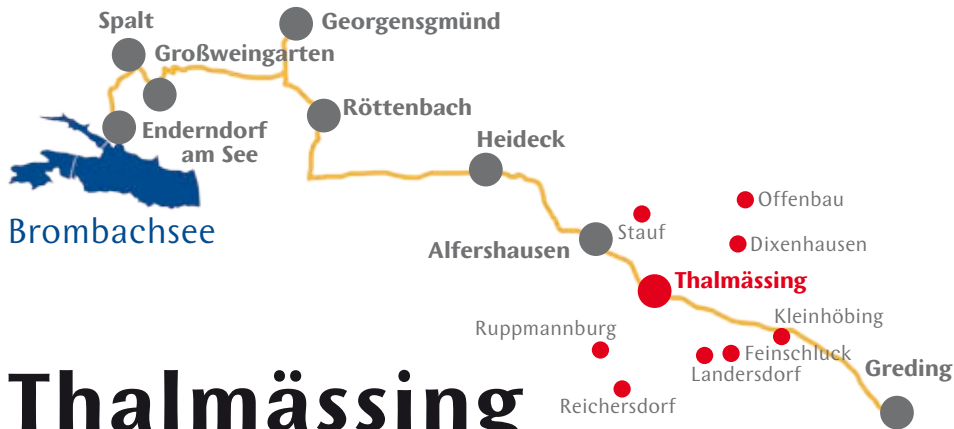 Spalt
Georgensgmünd
Großweingarten
Röttenbach
Enderndorf
am See
Heideck
Brombachsee
Offenbau
Stauf
Dixenhausen
Alfershausen
Thalmässing
Kleinhöbing
Ruppmannburg
Feinschluck
Landersdorf
Greding
Reichersdorf
Thalmässing